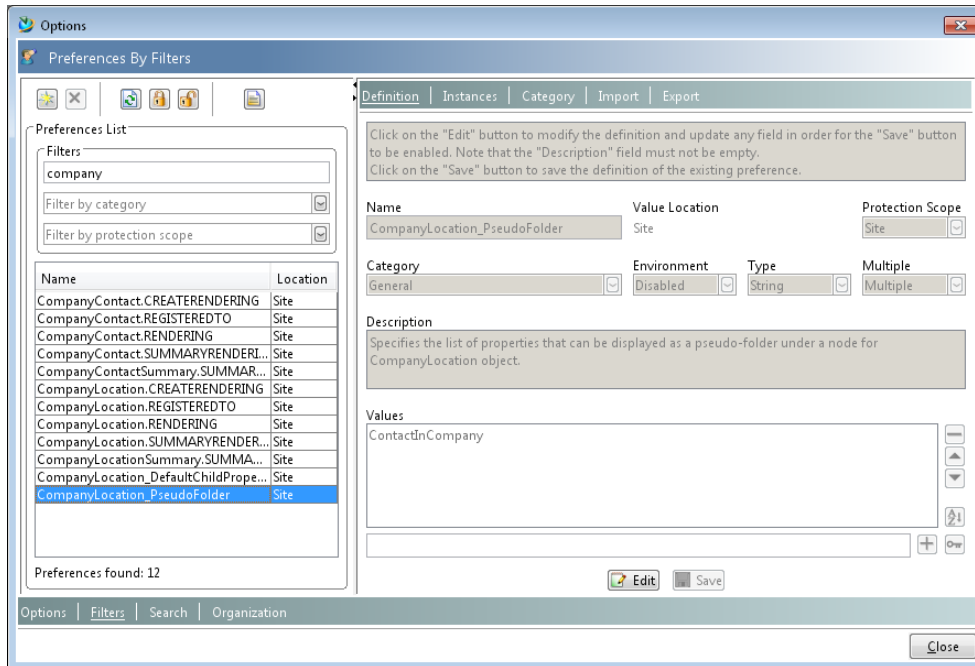 Options
Preferences By Filters
Preferences List
Filters
company
Filter by category
Filter by protection scope
Name Location
CompanyContact.CREATERENDERING Site
CompanyContact.REGISTEREDTO Site
CompanyContact.RENDERING Site
CompanyContact.SUMMARYRENDERI... Site
CompanyContactSummary.SUMMAR... Site
CompanyLocation.CREATERENDERING Site
CompanyLocation.REGISTEREDTO Site
CompanyLocation.RENDERING Site
CompanyLocation.SUMMARYRENDER... Site
CompanyLocationSummary.SUMMA... Site
CompanyLocation_DefaultChildPrope... Site
CompanyLocation_PseudoFolder Site
Preferences found: 12
Definition Instances Category Import Export
Click on the "Edit" button to modify the definition and update any field in order for the "Save" button
to be enabled. Note that the "Description" field must not be empty.
Click on the "Save" button to save the definition of the existing preference.
Name Value Location Protection Scope
CompanyLocation_PseudoFolder Site Site
Category Environment Type Multiple
General Disabled String Multiple
Description
Specifies the list of properties that can be displayed as a pseudo-folder under a node for
CompanyLocation object.
Values
ContactInCompany
Edit Save
Options Filters Search Organization
Close